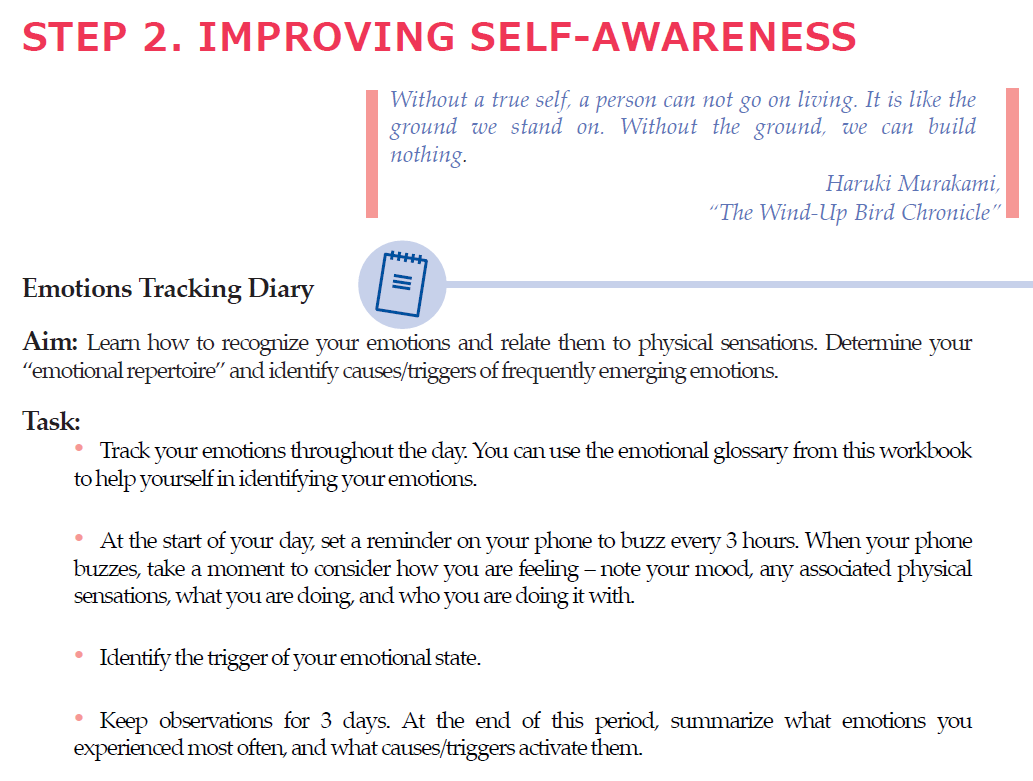 STEP 2. IMPROVING SELF-AWARENESS
Without a true self, a person can not go on living. It is like the
ground we stand on. Without the ground, we can build
nothing.
Haruki Murakami,
“The Wind-Up Bird Chronicle”
Emotions Tracking Diary
Aim: Learn how to recognize your emotions and relate them to physical sensations. Determine your
“emotional repertoire” and identify causes/triggers of frequently emerging emotions.
Task:
• Track your emotions throughout the day. You can use the emotional glossary from this workbook
to help yourself in identifying your emotions.
• At the start of your day, set a reminder on your phone to buzz every 3 hours. When your phone
buzzes, take a moment to consider how you are feeling – note your mood, any associated physical
sensations, what you are doing, and who you are doing it with.
• Identify the trigger of your emotional state.
• Keep observations for 3 days. At the end of this period, summarize what emotions you
experienced most often, and what causes/triggers activate them.